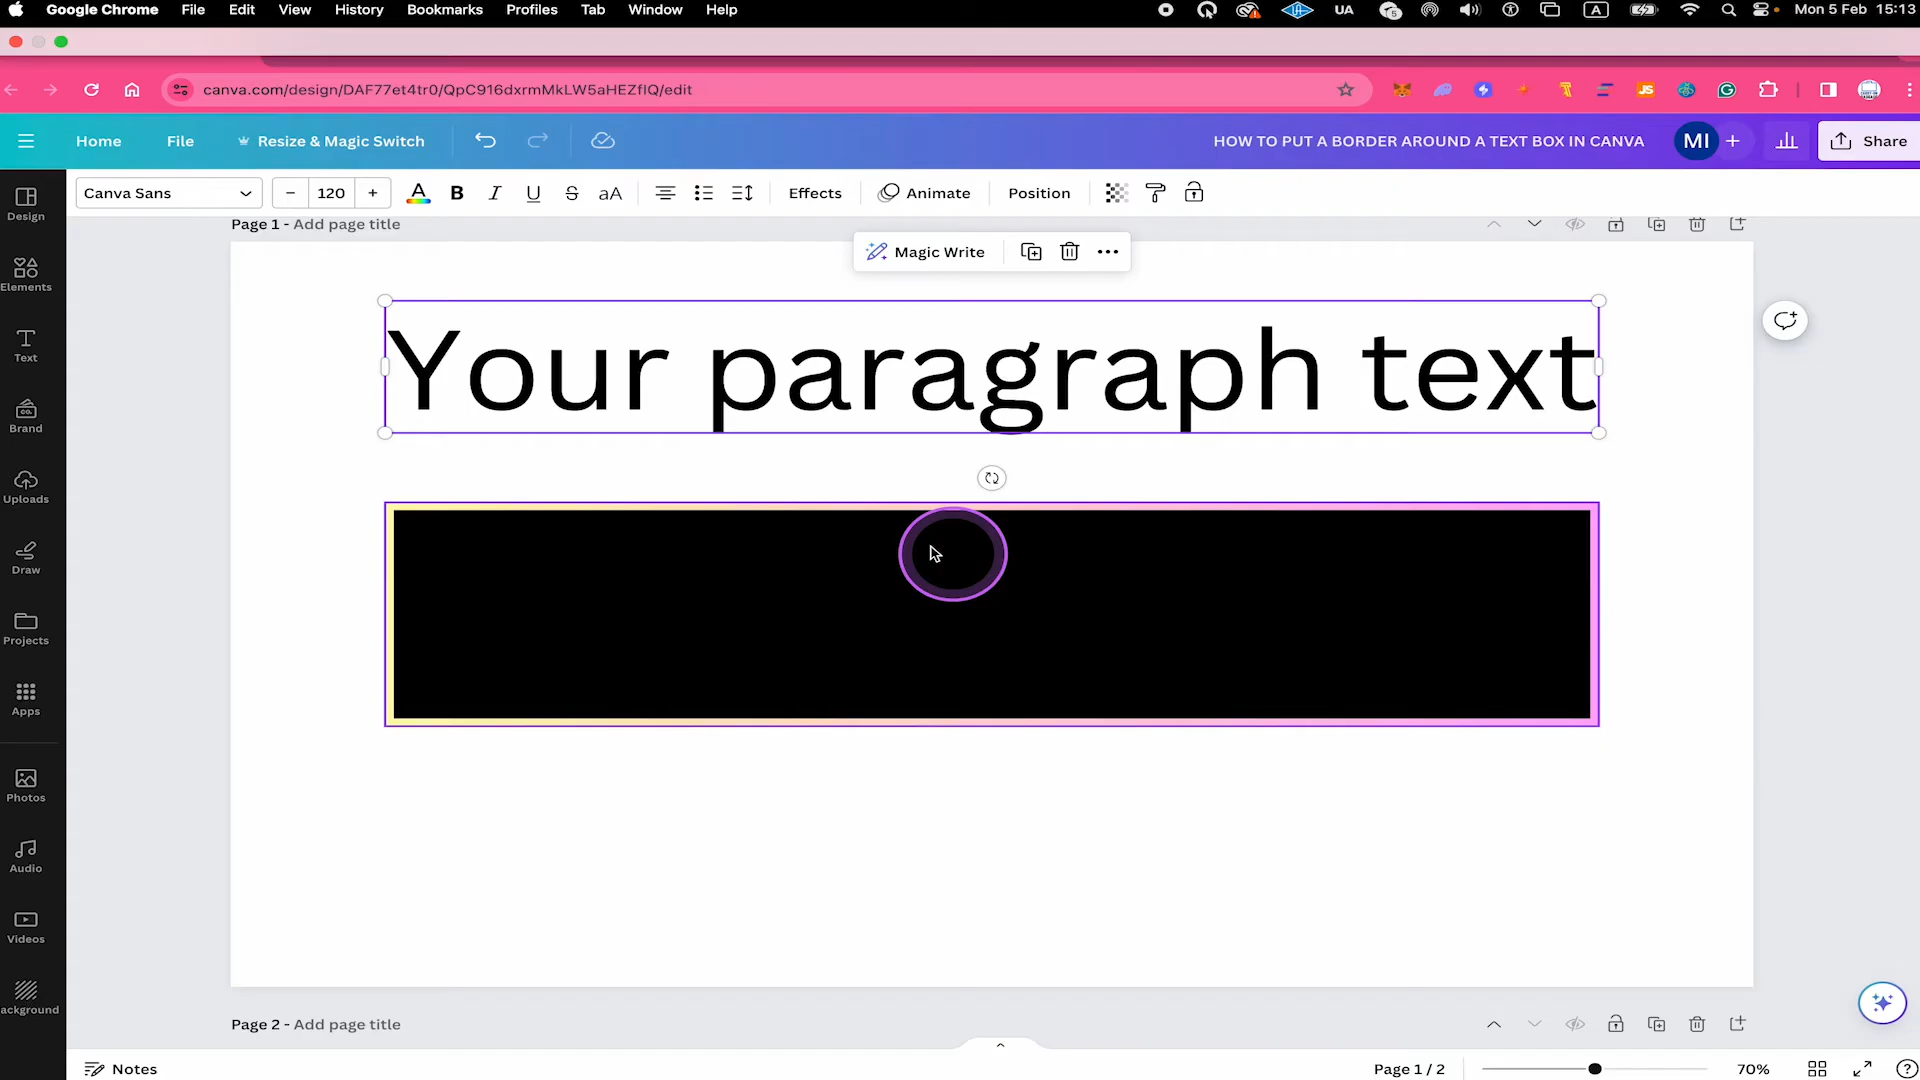 Google Chrome File Edit View History Bookmarks Profiles Tab Window Help UA 5 A Mon 5 Feb 15:13
canva.com/design/DAF77et4tr0/QpC916dxrmMkLW5aHEZfIQ/edit JS
Home File Resize & Magic Switch HOW TO PUT A BORDER AROUND A TEXT BOX IN CANVA MI + Share
Canva Sans − 120 + A B I U S aA Effects Animate Position
Page 1 - Add page title
Magic Write
Your paragraph text
Design
Elements
Text
Brand
Uploads
Draw
Projects
Apps
Photos
Audio
Videos
ackground
Page 2 - Add page title
Notes Page 1 / 2 70% ?